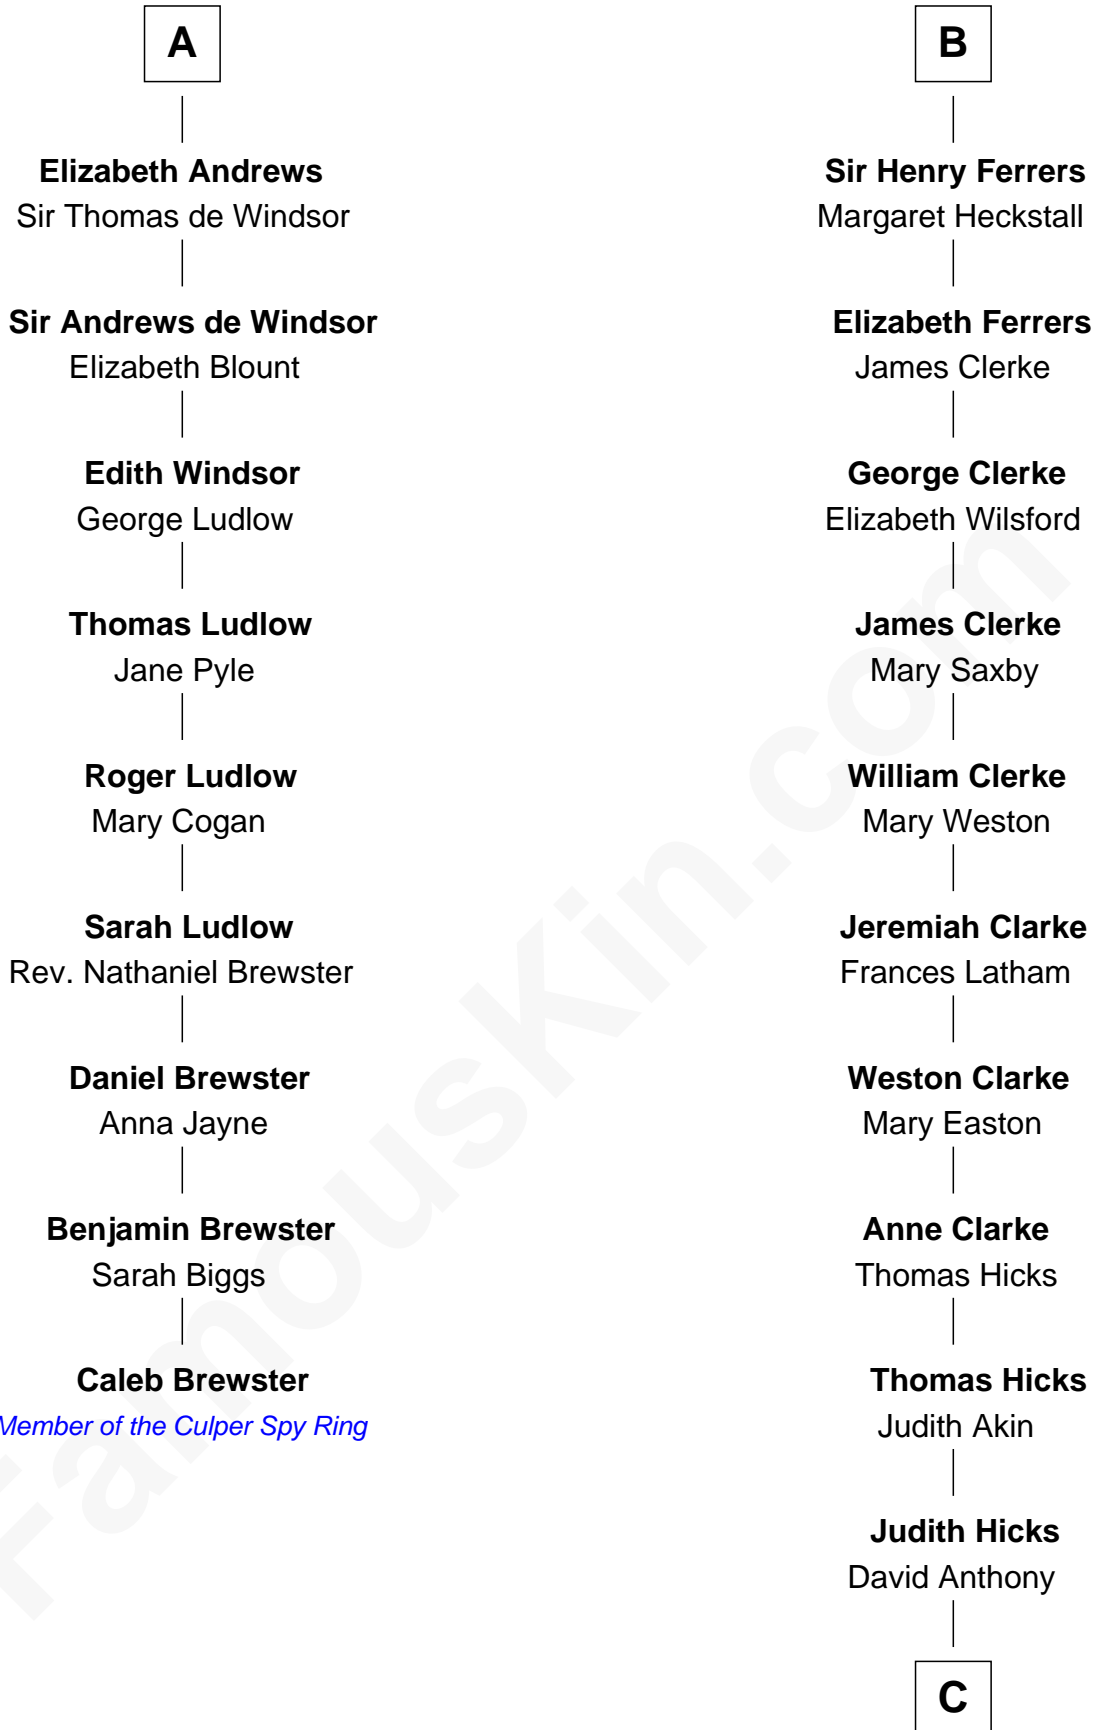 A
Elizabeth Andrews
Sir Thomas de Windsor
Sir Andrews de Windsor
Elizabeth Blount
Edith Windsor
George Ludlow
Thomas Ludlow
Jane Pyle
Roger Ludlow
Mary Cogan
Sarah Ludlow
Rev. Nathaniel Brewster
Daniel Brewster
Anna Jayne
Benjamin Brewster
Sarah Biggs
Caleb Brewster
Member of the Culper Spy Ring
B
Sir Henry Ferrers
Margaret Heckstall
Elizabeth Ferrers
James Clerke
George Clerke
Elizabeth Wilsford
James Clerke
Mary Saxby
William Clerke
Mary Weston
Jeremiah Clarke
Frances Latham
Weston Clarke
Mary Easton
Anne Clarke
Thomas Hicks
Thomas Hicks
Judith Akin
Judith Hicks
David Anthony
C
FamousKin.com